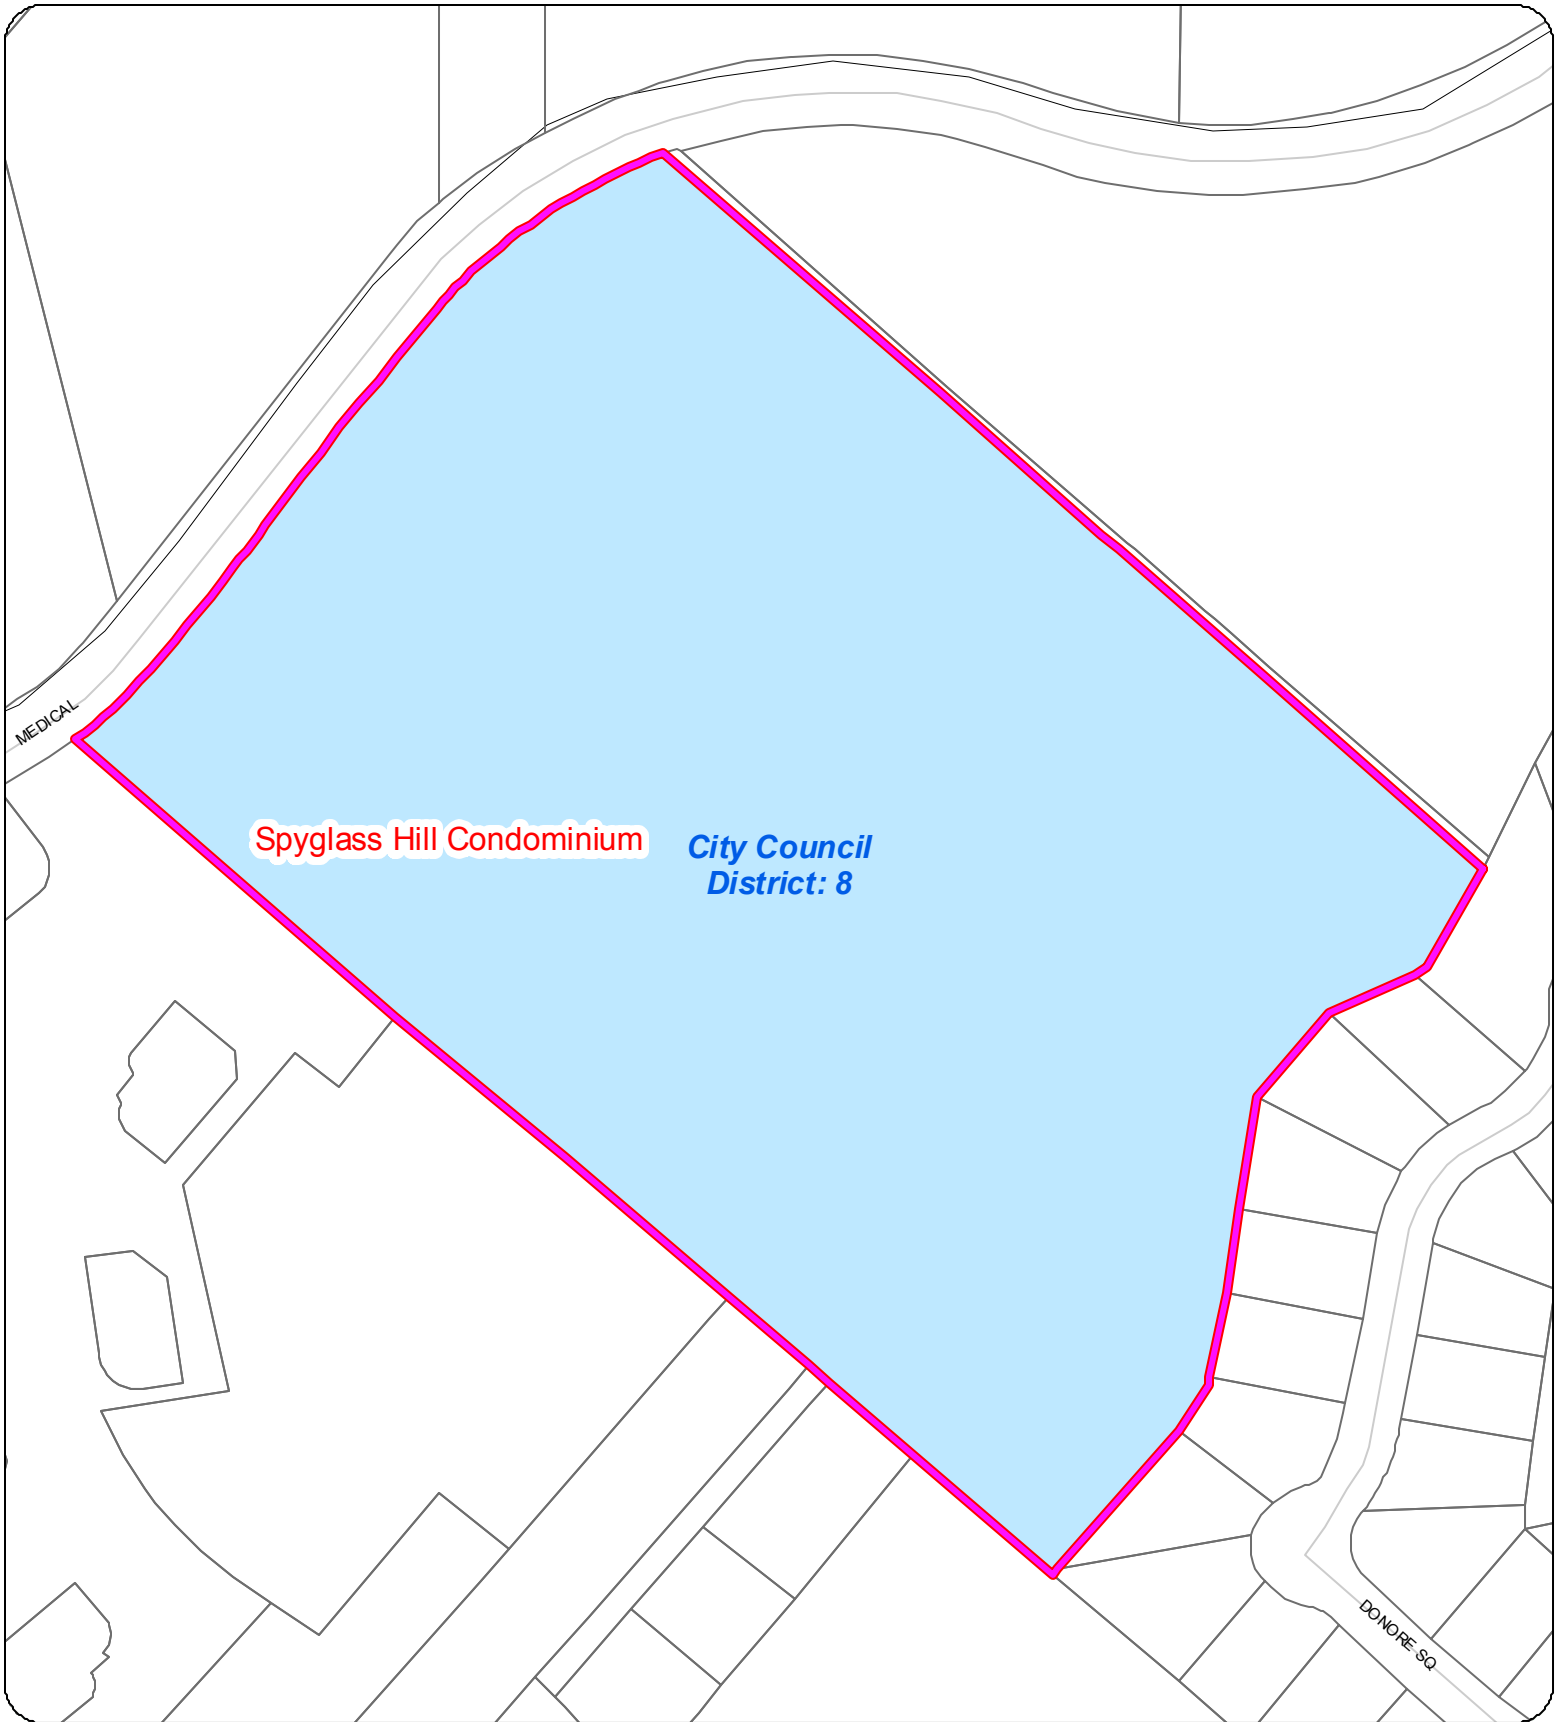 MEDICAL
Spyglass Hill Condominium
City Council
District: 8
DONORE SQ